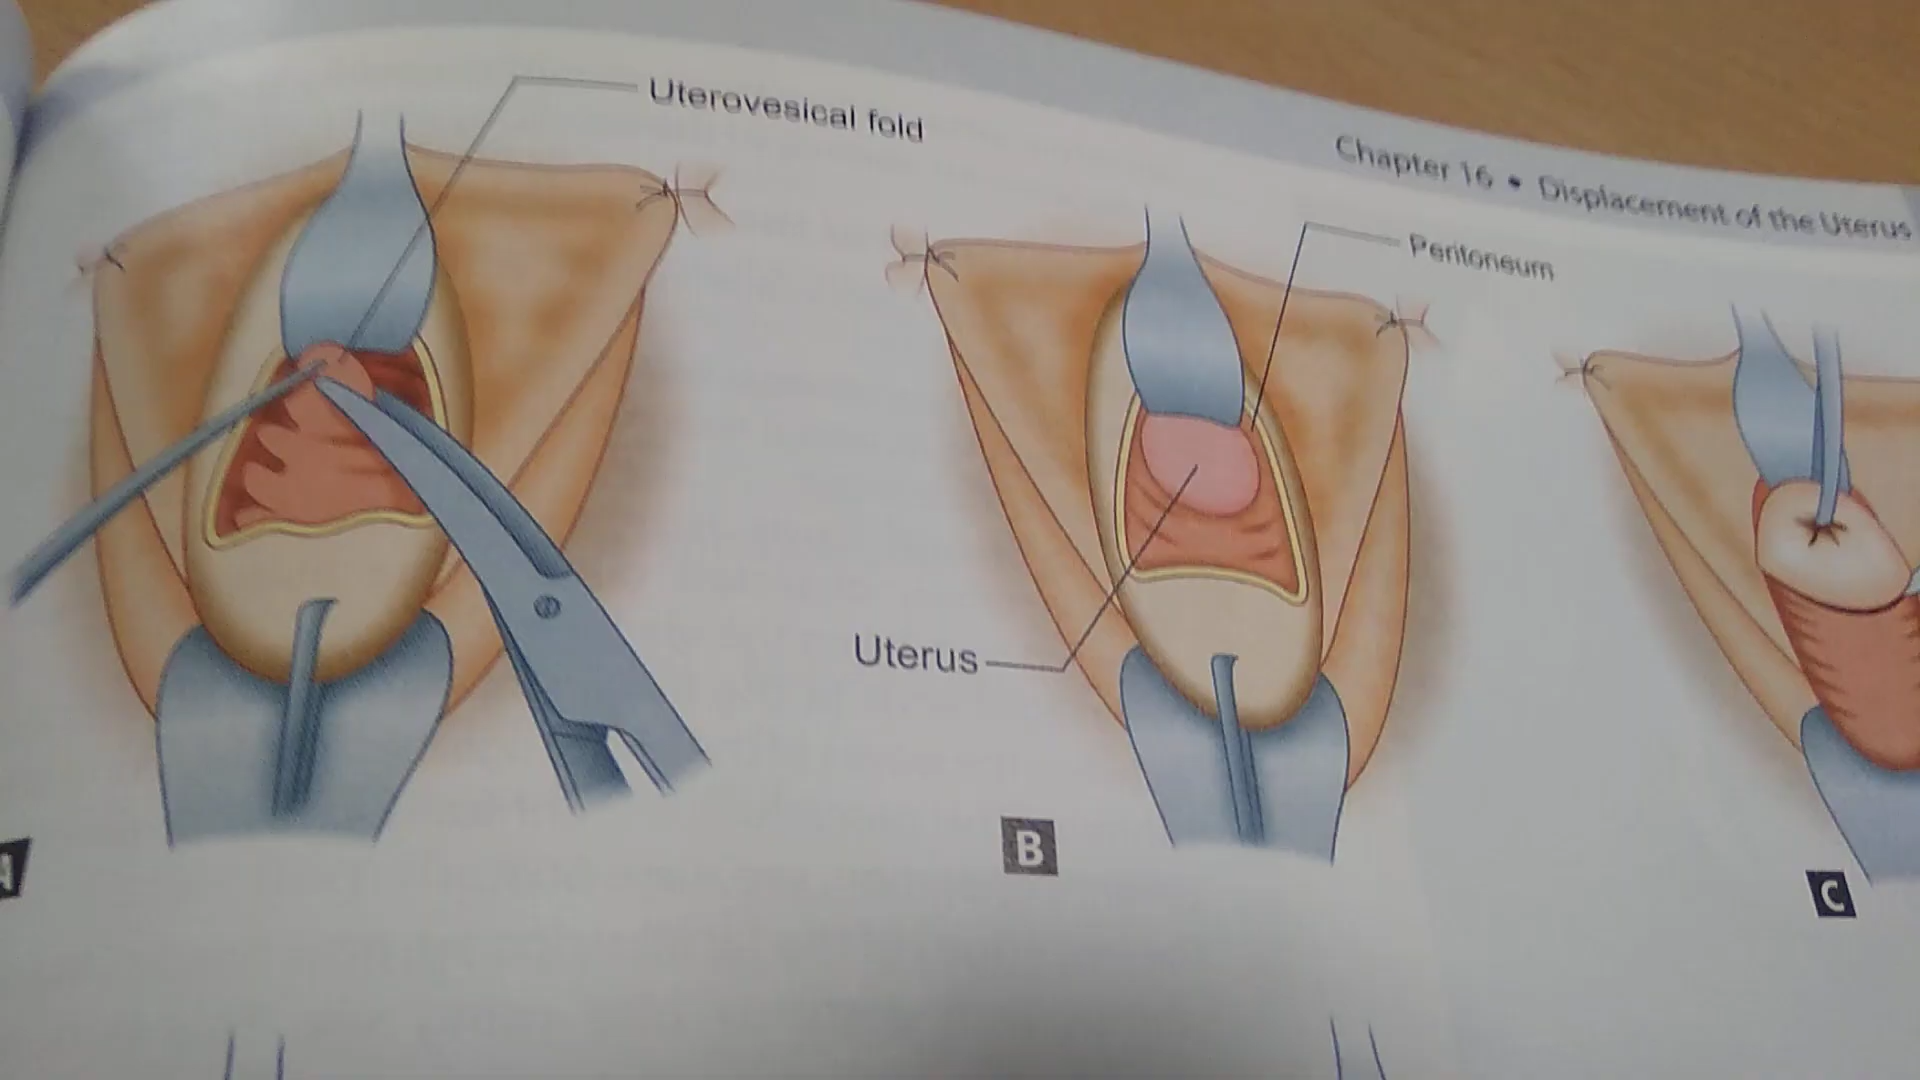 Uterovesical fold
Chapter 16 • Displacement of the Uterus
Peritoneum
Uterus
B
C